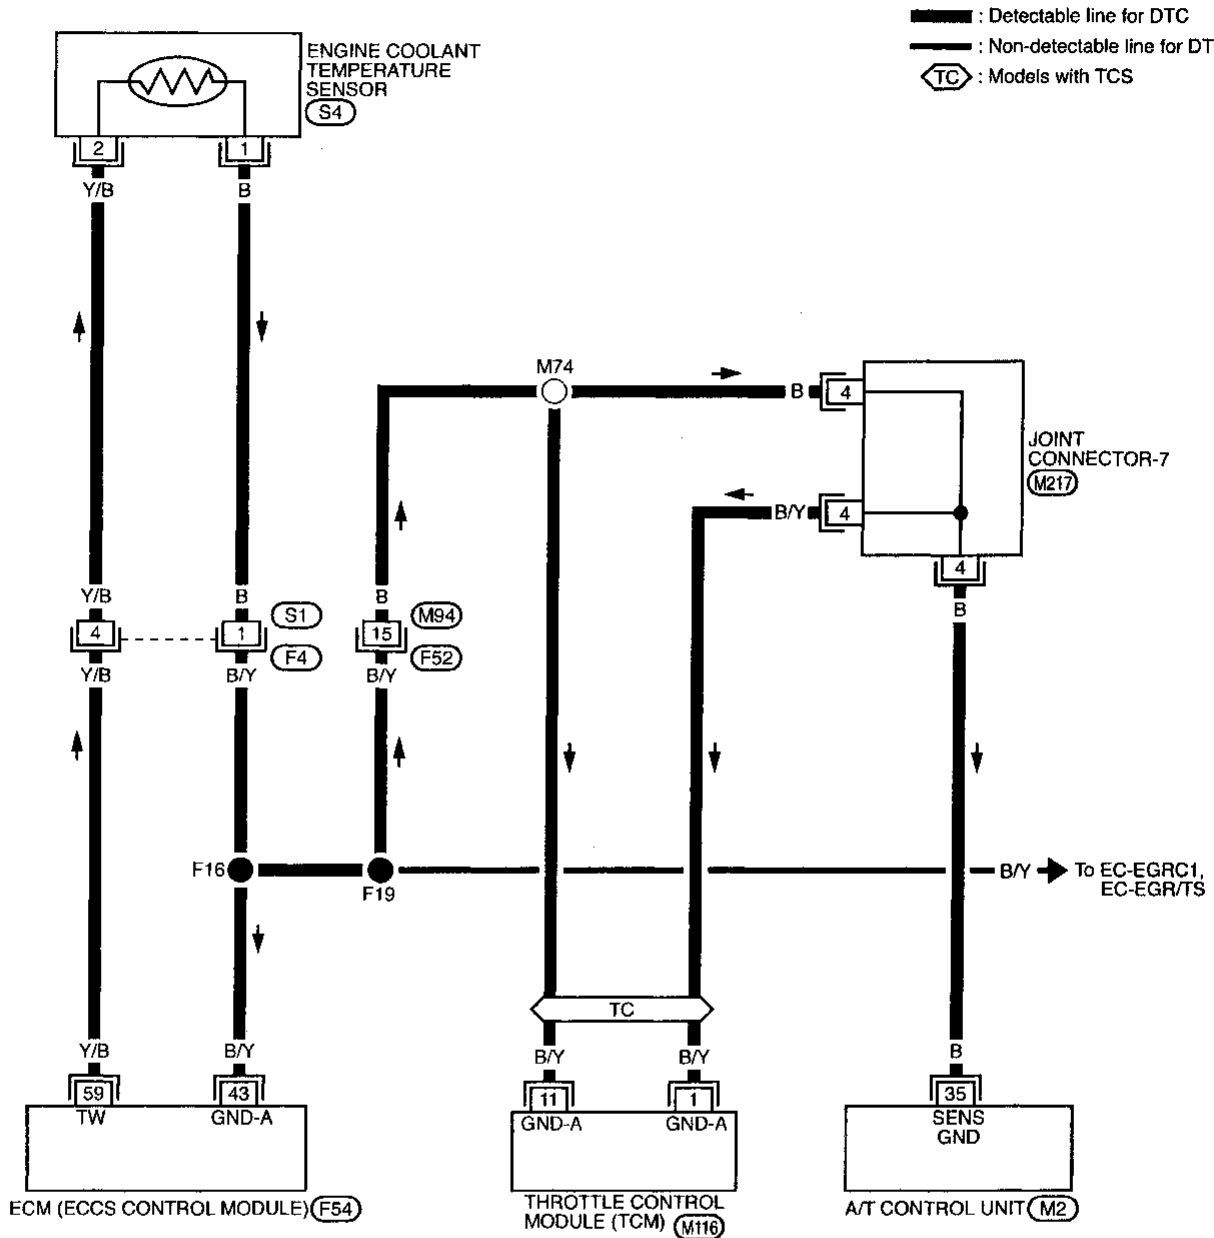 : Detectable line for DTC
: Non-detectable line for DT
TC : Models with TCS
ENGINE COOLANT
TEMPERATURE
SENSOR
S4
2 1
Y/B B
M74
B 4
JOINT
CONNECTOR-7
M217
B/Y 4
4
B
Y/B B S1 B M94
4 1 15
F4 F52
Y/B B/Y B/Y
F16
F19
B/Y To EC-EGRC1,
EC-EGR/TS
TC
Y/B B/Y B/Y B/Y B
59 43 11 1 35
TW GND-A GND-A GND-A SENS
GND
ECM (ECCS CONTROL MODULE) F54
THROTTLE CONTROL
MODULE (TCM) M116
A/T CONTROL UNIT M2